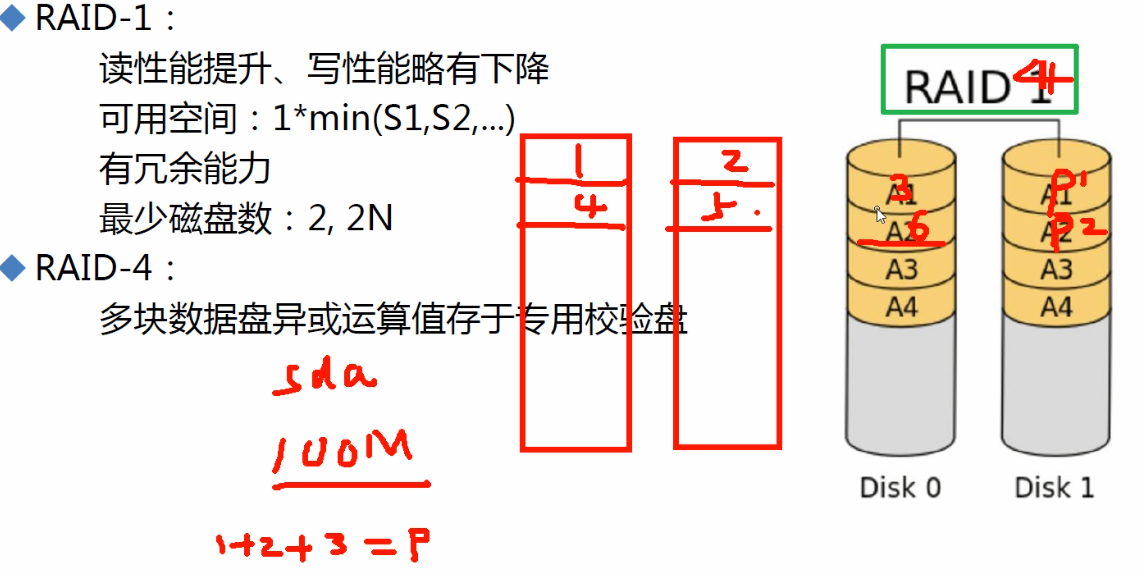 RAID-1：
读性能提升、写性能略有下降
可用空间：1*min(S1,S2,...)
有冗余能力
最少磁盘数：2, 2N
RAID-4：
多块数据盘异或运算值存于专用校验盘
sda
100M
1+2+3=P
1 2
4 5
RAID 1 4
A1 3 A1 P1
A2 6 A2 P2
A3 A3
A4 A4
Disk 0 Disk 1